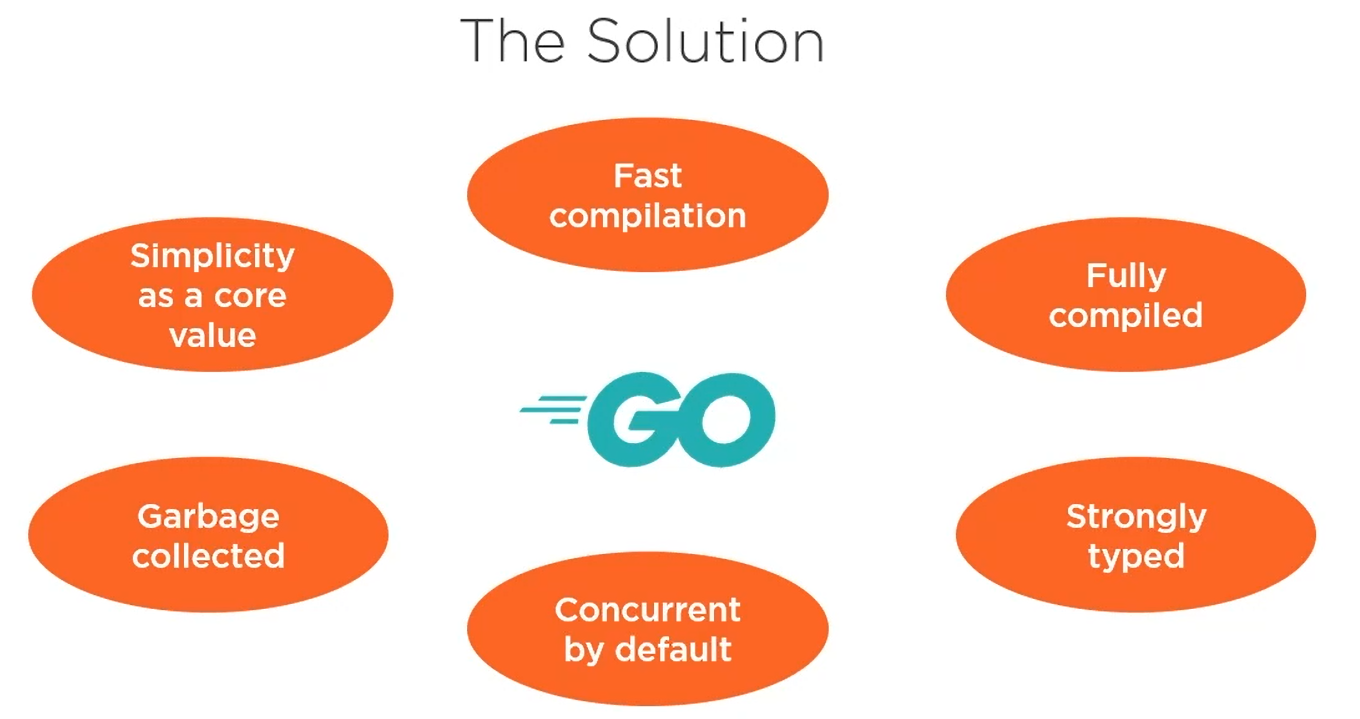 The Solution
Fast
compilation
Simplicity
as a core
value
Fully
compiled
GO
Garbage
collected
Strongly
typed
Concurrent
by default